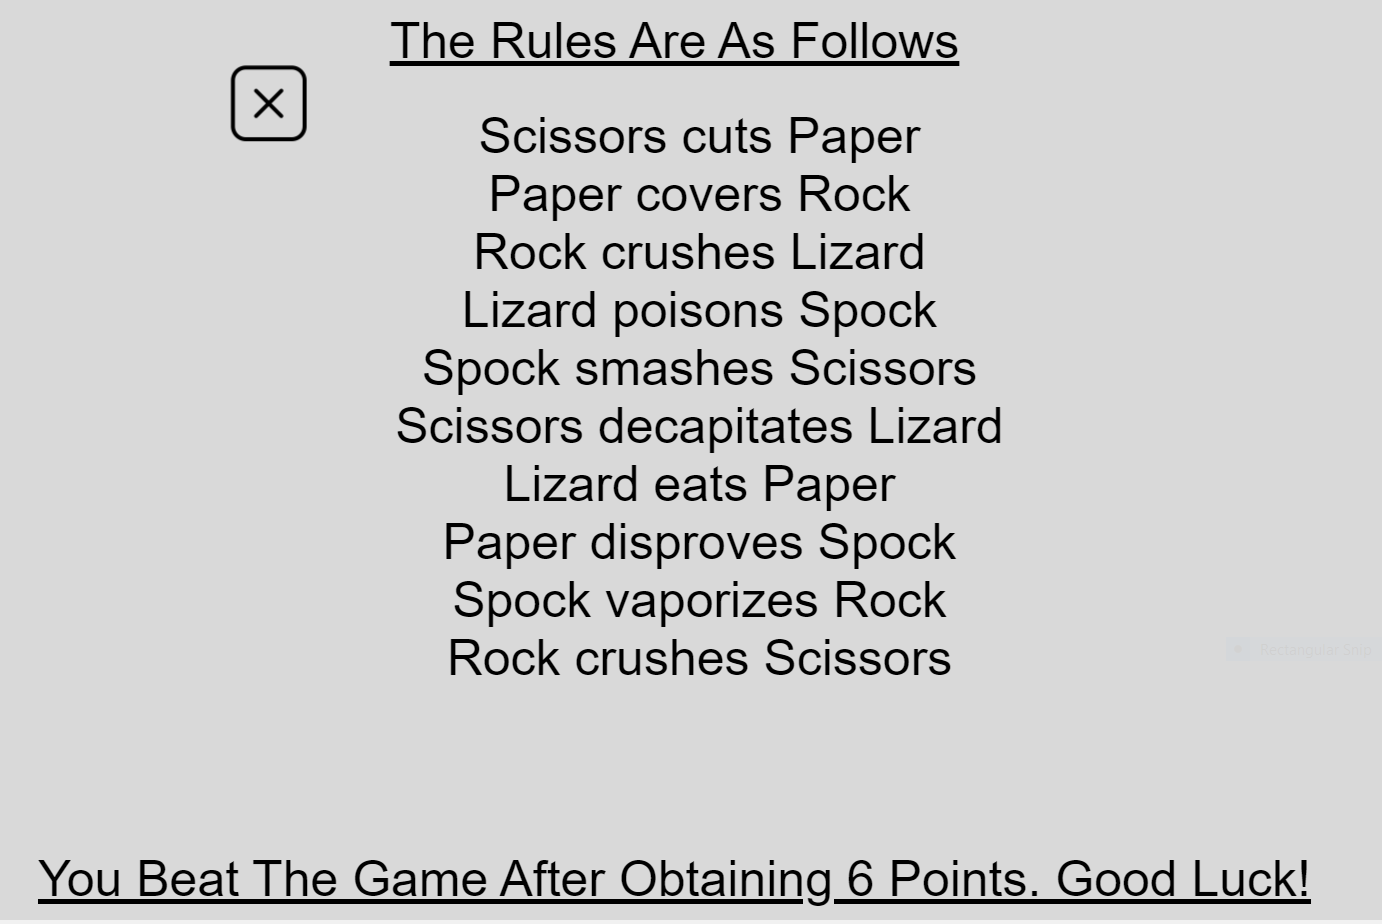 The Rules Are As Follows
Scissors cuts Paper
Paper covers Rock
Rock crushes Lizard
Lizard poisons Spock
Spock smashes Scissors
Scissors decapitates Lizard
Lizard eats Paper
Paper disproves Spock
Spock vaporizes Rock
Rock crushes Scissors
Rectangular Snip
You Beat The Game After Obtaining 6 Points. Good Luck!